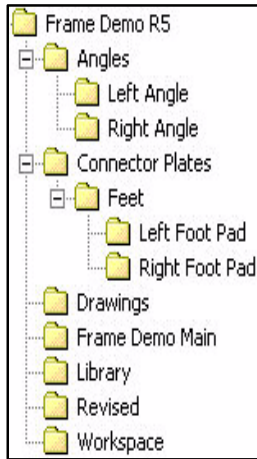 Frame Demo R5
Angles
Left Angle
Right Angle
Connector Plates
Feet
Left Foot Pad
Right Foot Pad
Drawings
Frame Demo Main
Library
Revised
Workspace